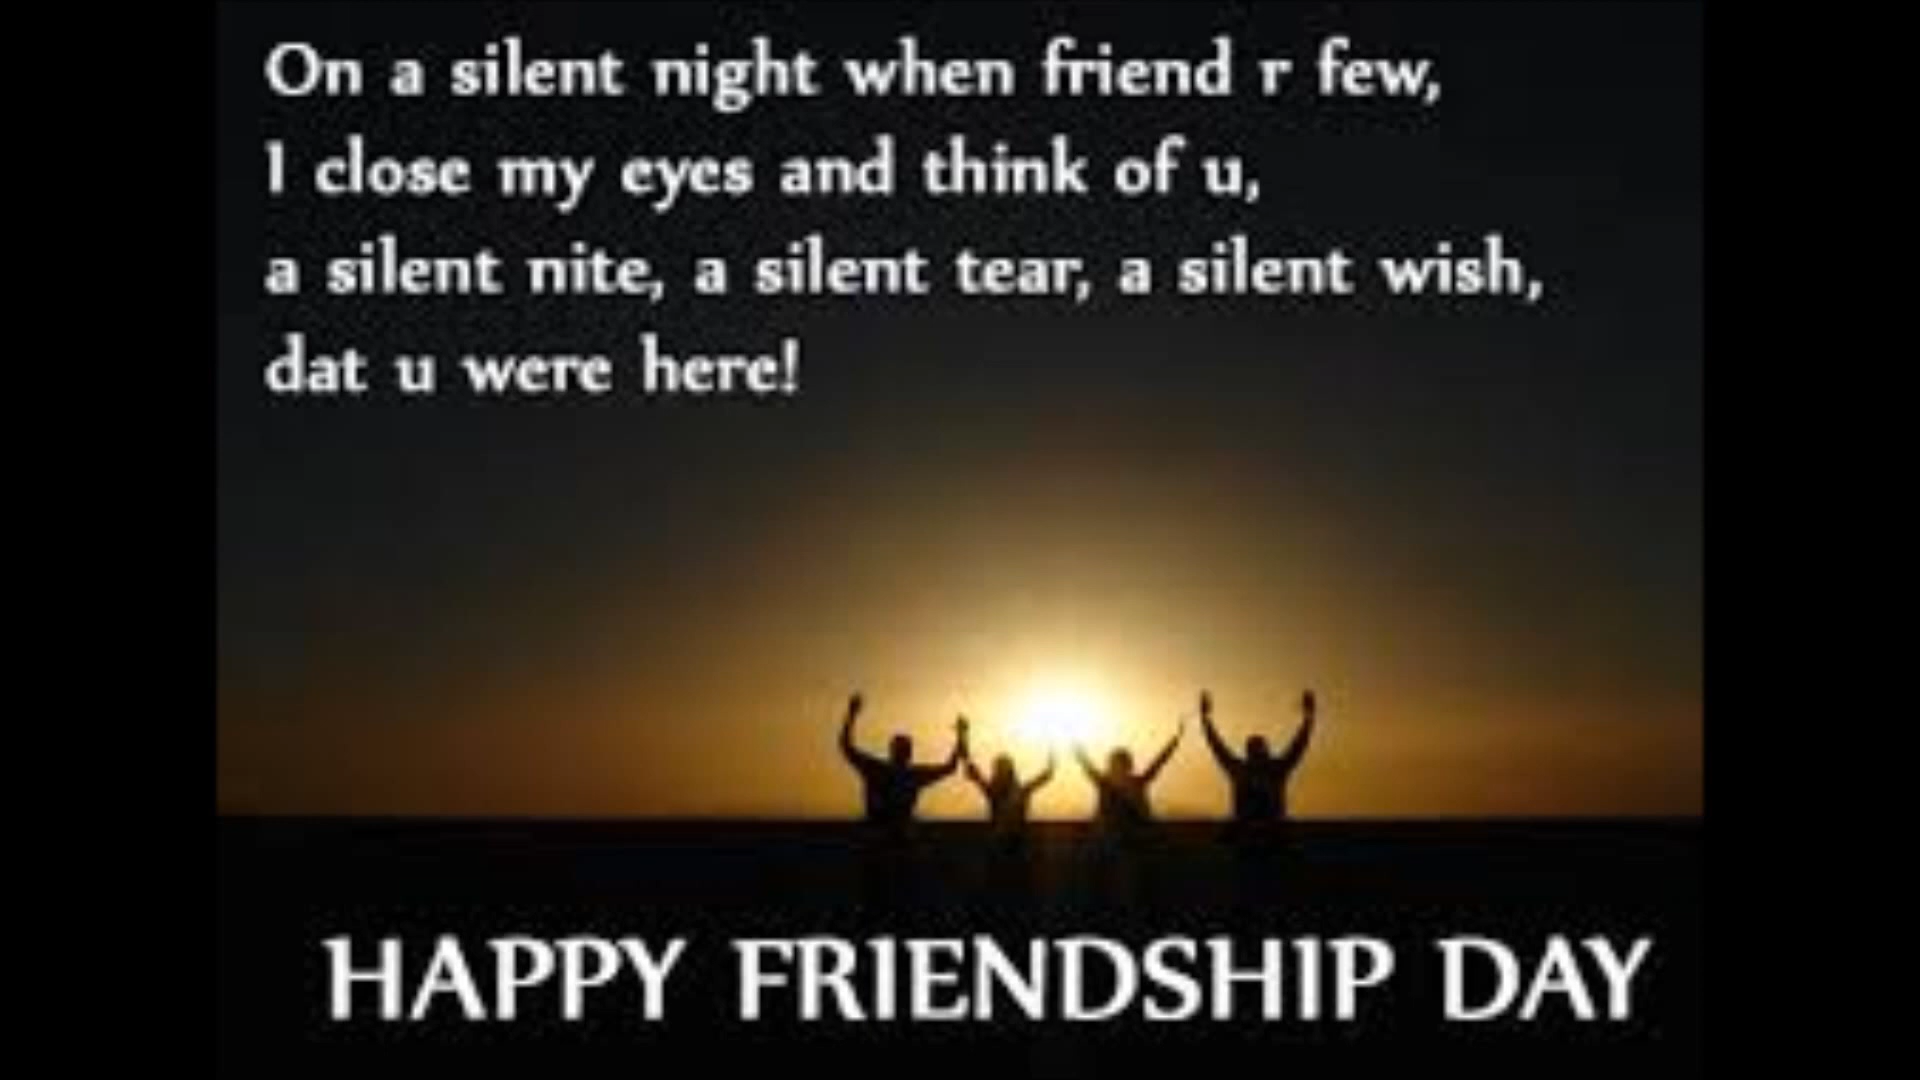 On a silent night when friend r few,
I close my eyes and think of u,
a silent nite, a silent tear, a silent wish,
dat u were here!
HAPPY FRIENDSHIP DAY